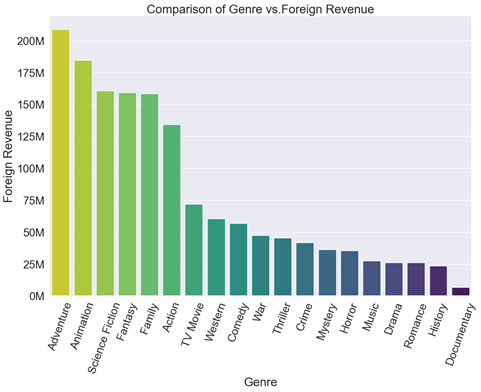 Comparison of Genre vs.Foreign Revenue
Foreign Revenue
200M
175M
150M
125M
100M
75M
50M
25M
0M
Adventure
Animation
Science Fiction
Fantasy
Family
Action
TV Movie
Western
Comedy
War
Thriller
Crime
Mystery
Horror
Music
Drama
Romance
History
Documentary
Genre